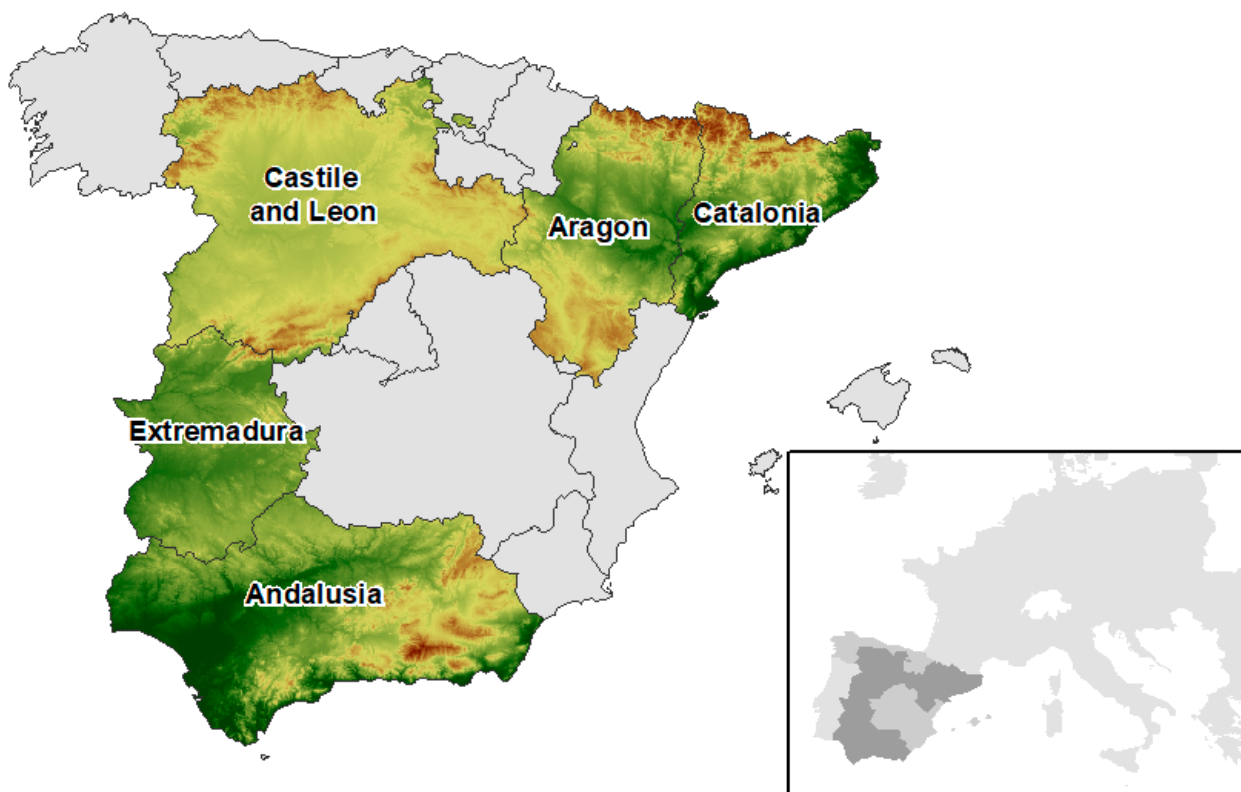 Castile
and Leon
Aragon
Catalonia
Extremadura
Andalusia